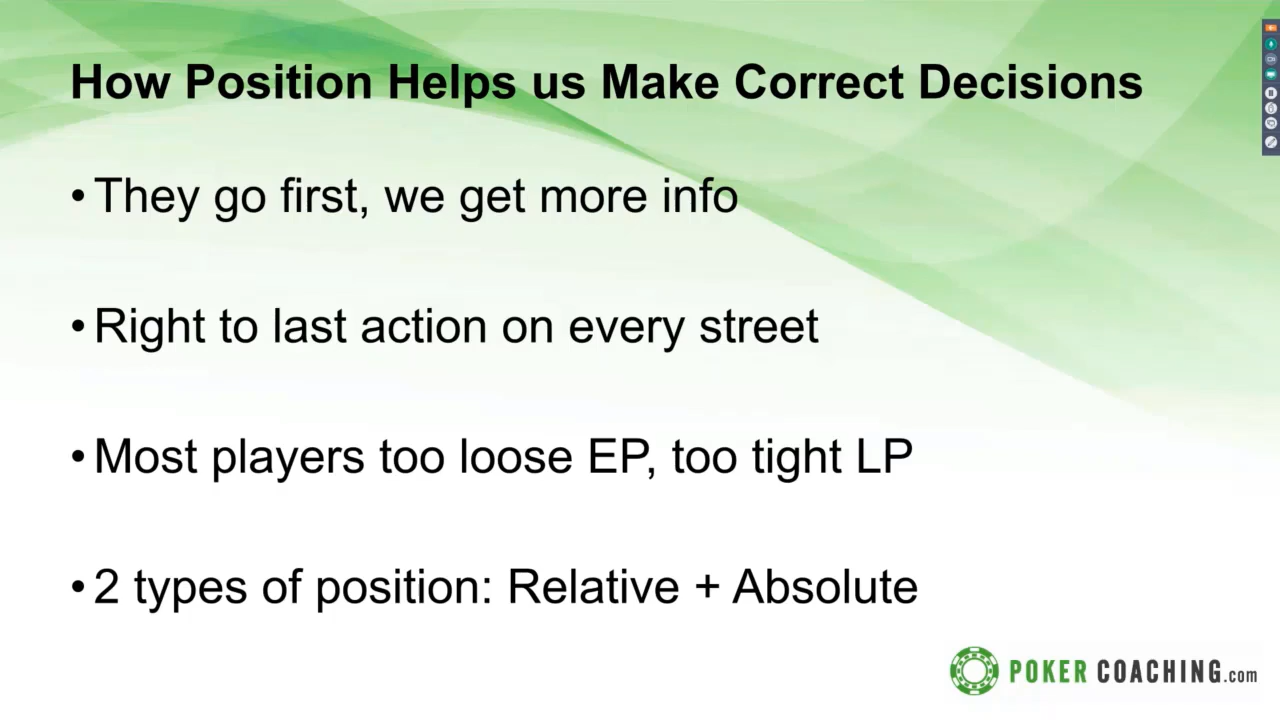 How Position Helps us Make Correct Decisions
• They go first, we get more info
• Right to last action on every street
• Most players too loose EP, too tight LP
• 2 types of position: Relative + Absolute
POKER COACHING.com